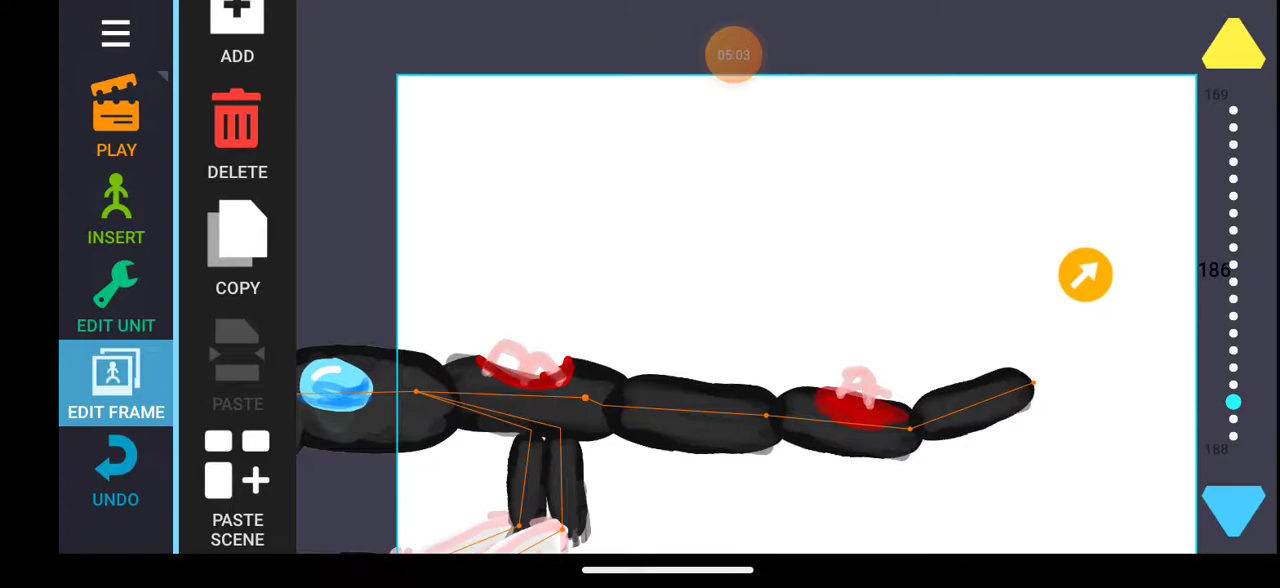 ADD
05:03
169
DELETE
PLAY
INSERT
COPY
186
EDIT UNIT
EDIT FRAME
PASTE
188
UNDO
PASTE
SCENE